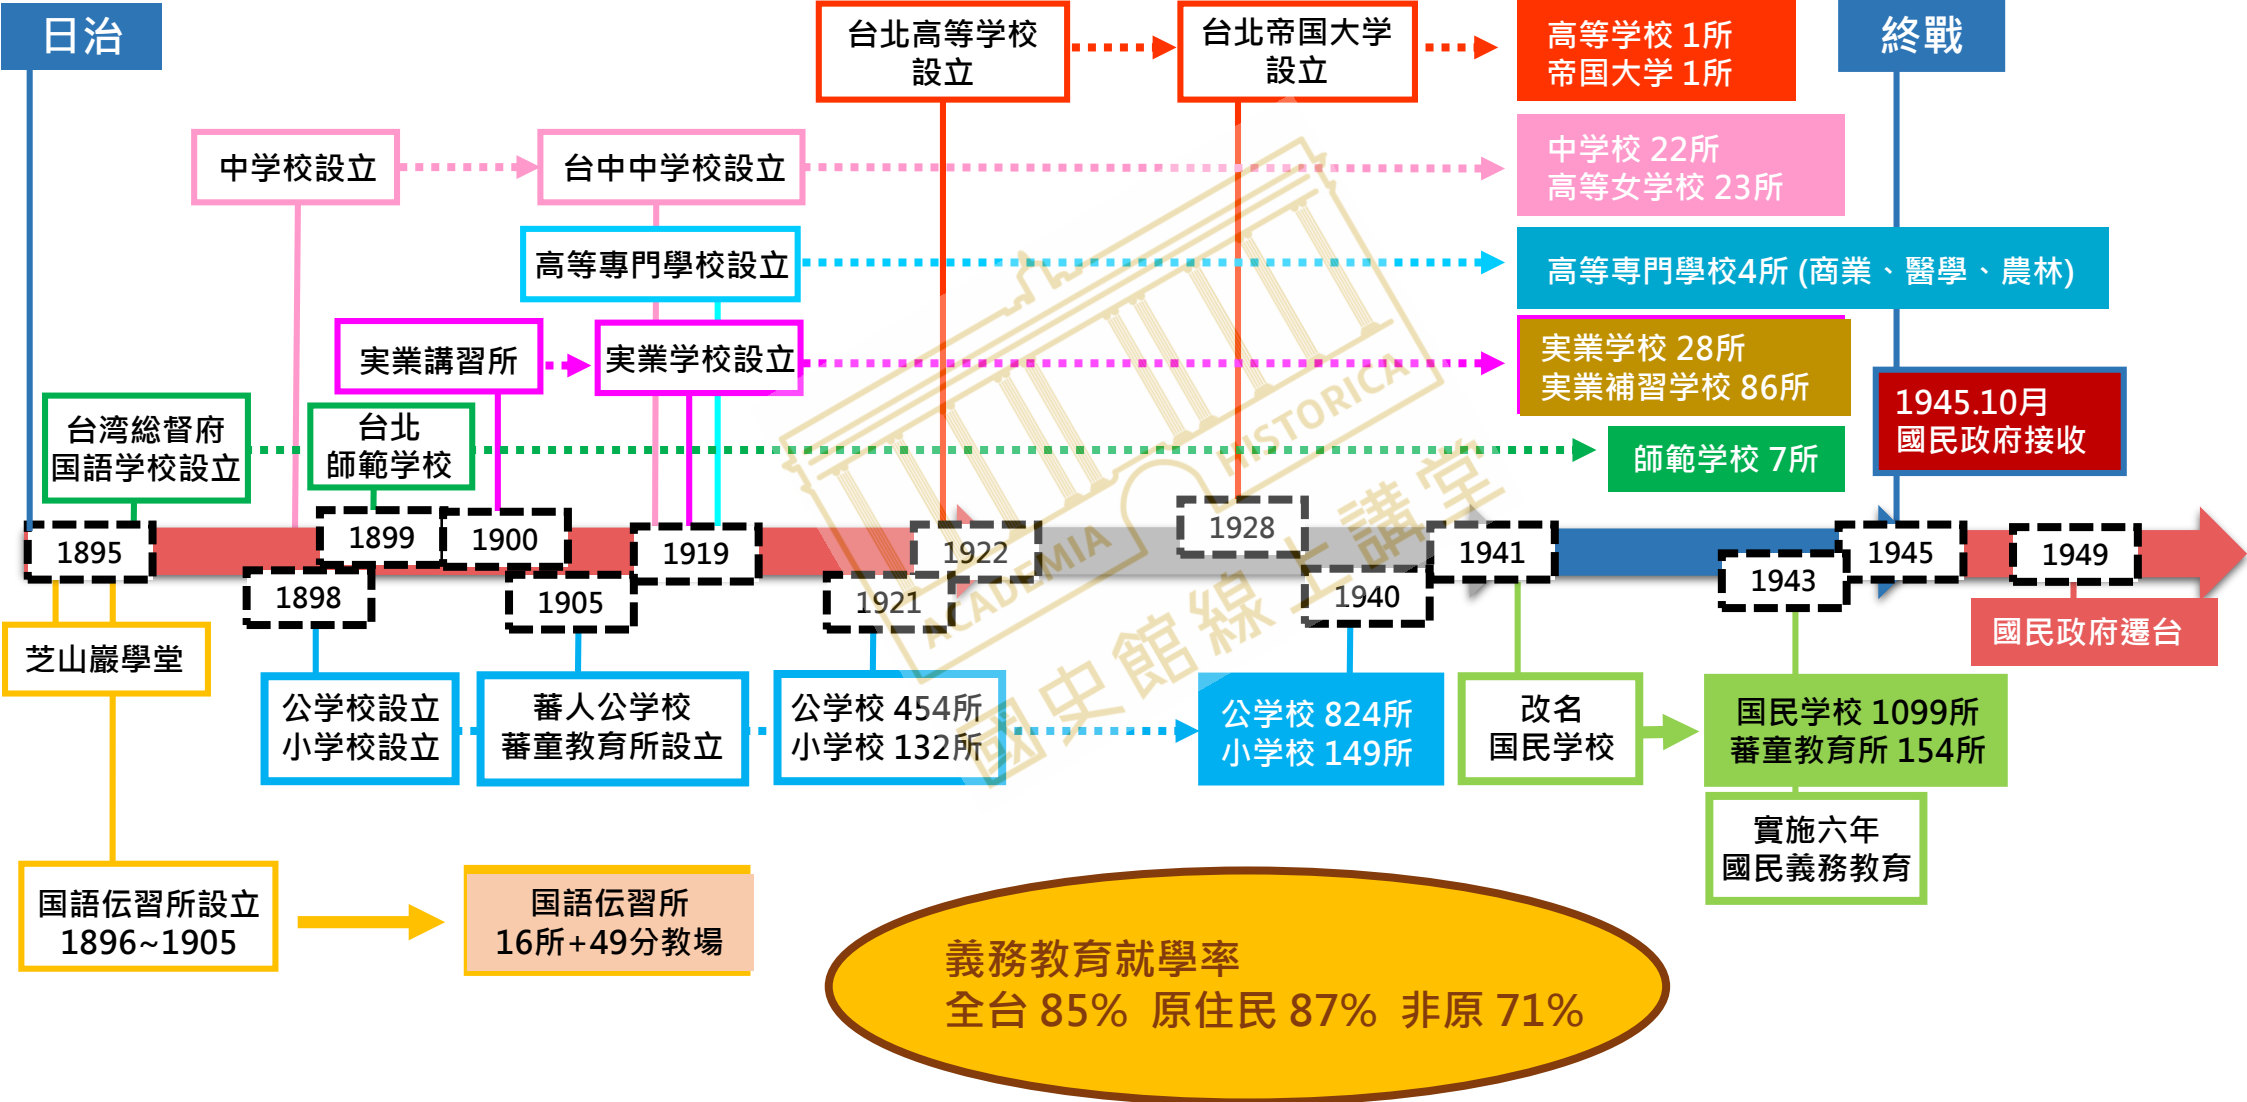 日治
台北高等学校
設立
台北帝国大学
設立
高等学校 1所
帝国大学 1所
終戰
中学校設立
台中中学校設立
中学校 22所
高等女学校 23所
高等專門學校設立
高等専門學校4所 (商業、醫學、農林)
実業講習所
実業学校設立
実業学校 28所
実業補習学校 86所
台湾総督府
国語学校設立
台北
師範学校
師範学校 7所
1945.10月
國民政府接收
1895
1899
1900
1919
1922
1928
1941
1945
1949
1898
1905
1921
1940
1943
國民政府遷台
芝山巖學堂
公学校設立
小学校設立
蕃人公学校
蕃童教育所設立
公学校 454所
小学校 132所
公学校 824所
小学校 149所
改名
国民学校
国民学校 1099所
蕃童教育所 154所
實施六年
國民義務教育
国語伝習所設立
1896~1905
国語伝習所
16所+49分教場
義務教育就學率
全台 85% 原住民 87% 非原 71%
ACADEMIA HISTORICA
國史館線上講堂